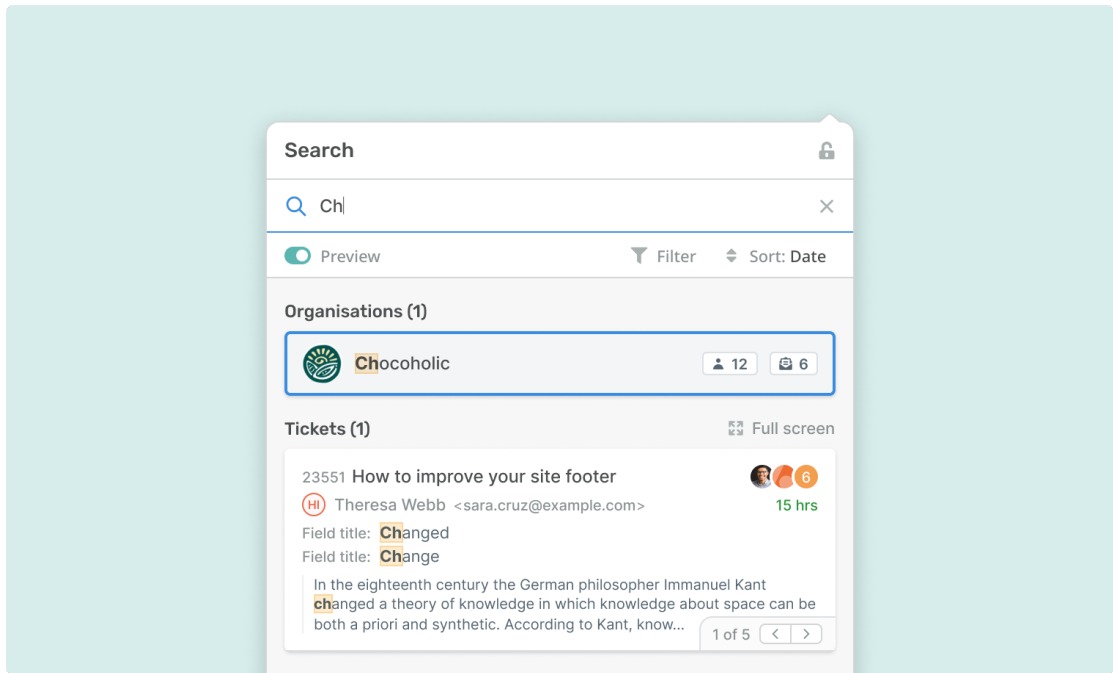 Search
Ch
Preview Filter Sort: Date
Organisations (1)
Chocoholic 12 6
Tickets (1) Full screen
23551 How to improve your site footer 6
HI Theresa Webb <sara.cruz@example.com> 15 hrs
Field title: Changed
Field title: Change
In the eighteenth century the German philosopher Immanuel Kant
changed a theory of knowledge in which knowledge about space can be
both a priori and synthetic. According to Kant, know...
1 of 5